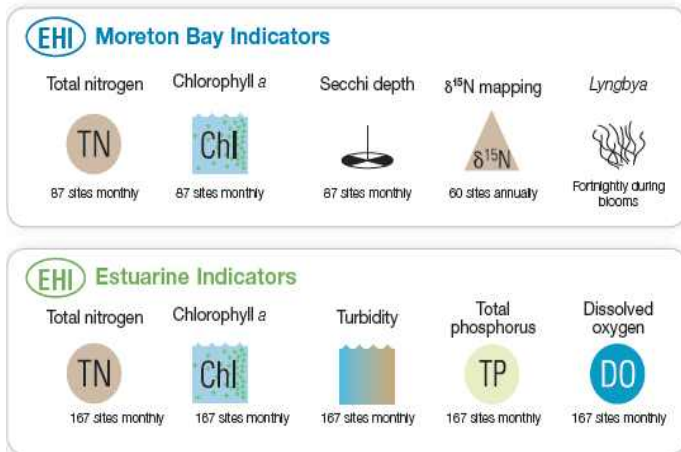 EHI Moreton Bay Indicators
Total nitrogen Chlorophyll a Secchi depth δ¹⁵N mapping Lyngbya
TN Chl δ¹⁵N
87 sites monthly 87 sites monthly 87 sites monthly 60 sites annually Fortnightly during
blooms
EHI Estuarine Indicators
Total nitrogen Chlorophyll a Turbidity Total
phosphorus Dissolved
oxygen
TN Chl TP DO
167 sites monthly 167 sites monthly 167 sites monthly 167 sites monthly 167 sites monthly